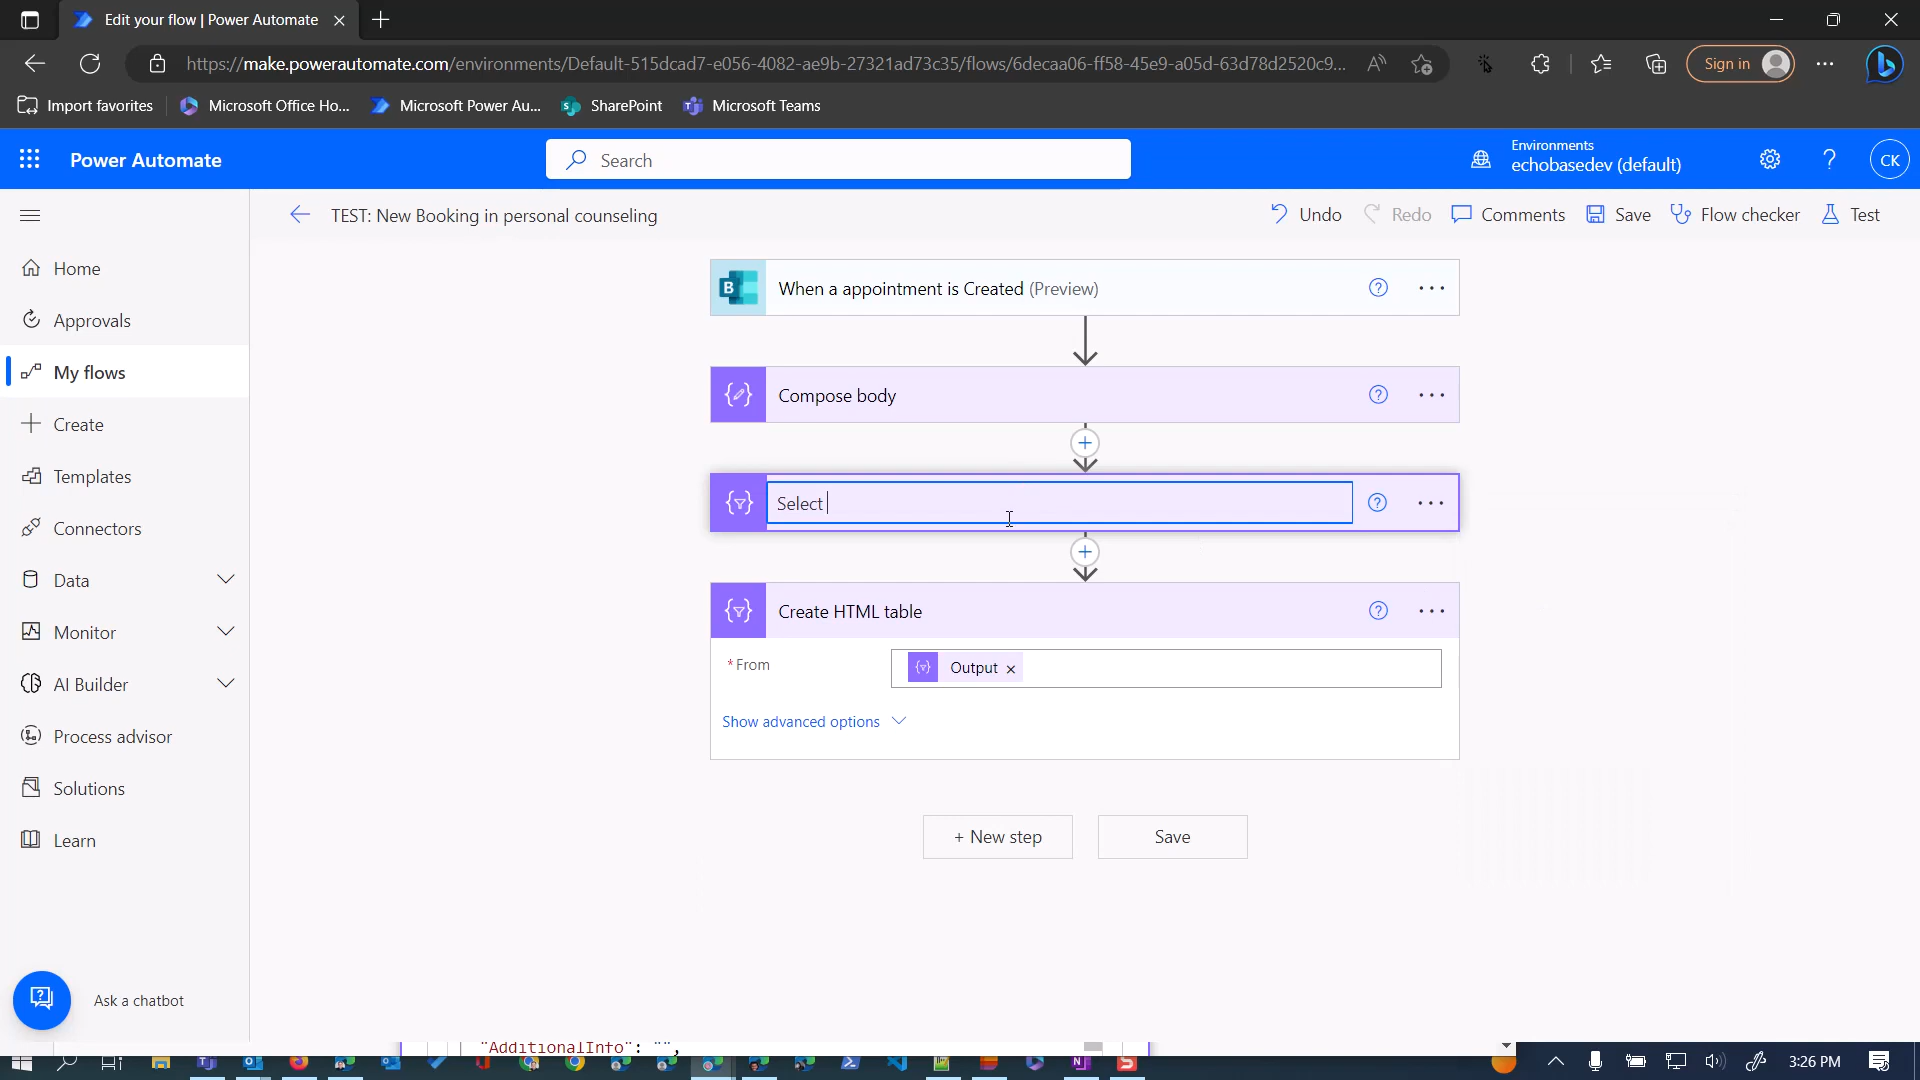 Edit your flow | Power Automate
https://make.powerautomate.com/environments/Default-515dcad7-e056-4082-ae9b-27321ad73c35/flows/6decaa06-ff58-45e9-a05d-63d78d2520c9...
Sign in
Import favorites
Microsoft Office Ho...
Microsoft Power Au...
SharePoint
Microsoft Teams
Power Automate
Search
Environments
echobasedev (default)
CK
TEST: New Booking in personal counseling
Undo
Redo
Comments
Save
Flow checker
Test
Home
Approvals
My flows
Create
Templates
Connectors
Data
Monitor
AI Builder
Process advisor
Solutions
Learn
Ask a chatbot
When a appointment is Created (Preview)
Compose body
Select
Create HTML table
* From
Output
Show advanced options
+ New step
Save
"AdditionalInfo": "",
3:26 PM